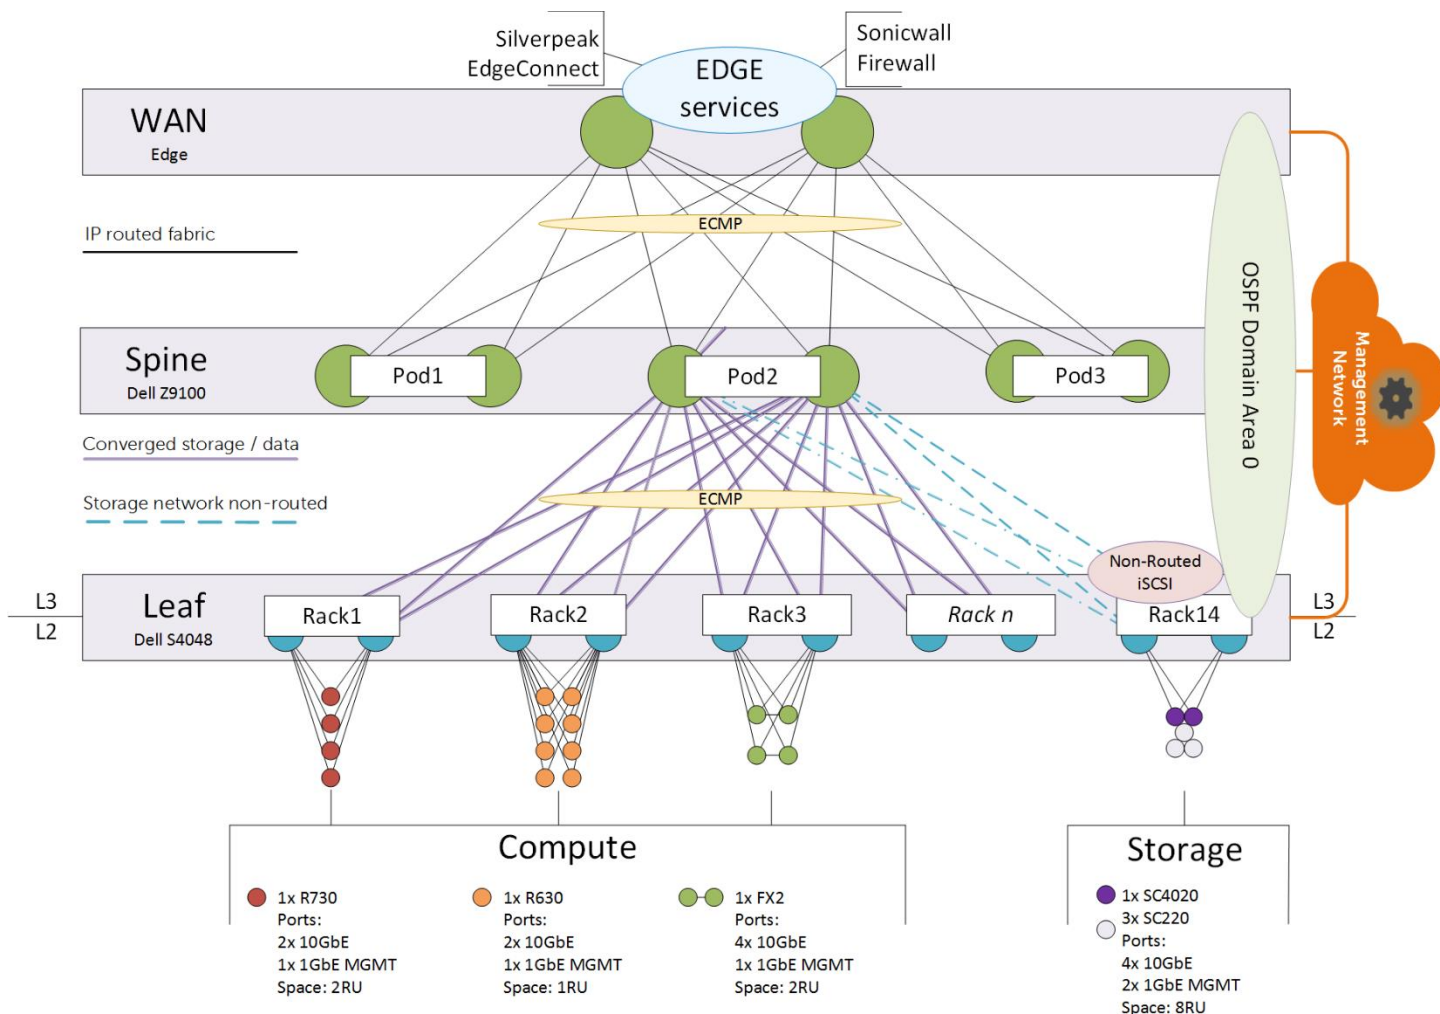 Silverpeak
EdgeConnect
EDGE
services
Sonicwall
Firewall
WAN
Edge
IP routed fabric
ECMP
Spine
Dell Z9100
Pod1
Pod2
Pod3
OSPF Domain Area 0
Management
Network
Converged storage / data
Storage network non-routed
ECMP
Non-Routed
iSCSI
L3
L2
Leaf
Dell S4048
Rack1
Rack2
Rack3
Rack n
Rack14
L3
L2
Compute
1x R730
Ports:
2x 10GbE
1x 1GbE MGMT
Space: 2RU
1x R630
Ports:
2x 10GbE
1x 1GbE MGMT
Space: 1RU
1x FX2
Ports:
4x 10GbE
1x 1GbE MGMT
Space: 2RU
Storage
1x SC4020
3x SC220
Ports:
4x 10GbE
2x 1GbE MGMT
Space: 8RU